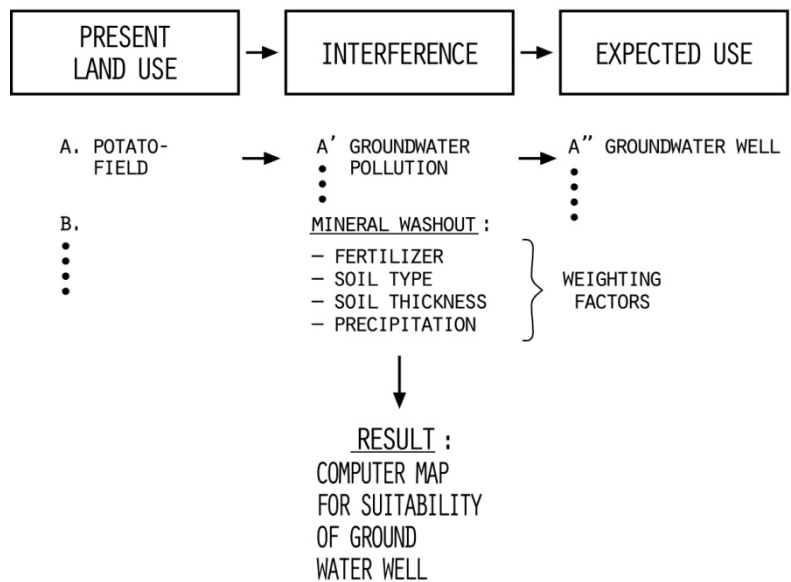 PRESENT
LAND USE
INTERFERENCE
EXPECTED USE
A. POTATO-
FIELD
A' GROUNDWATER
POLLUTION
A'' GROUNDWATER WELL
B.
MINERAL WASHOUT :
– FERTILIZER
– SOIL TYPE
– SOIL THICKNESS
– PRECIPITATION
WEIGHTING
FACTORS
RESULT :
COMPUTER MAP
FOR SUITABILITY
OF GROUND
WATER WELL